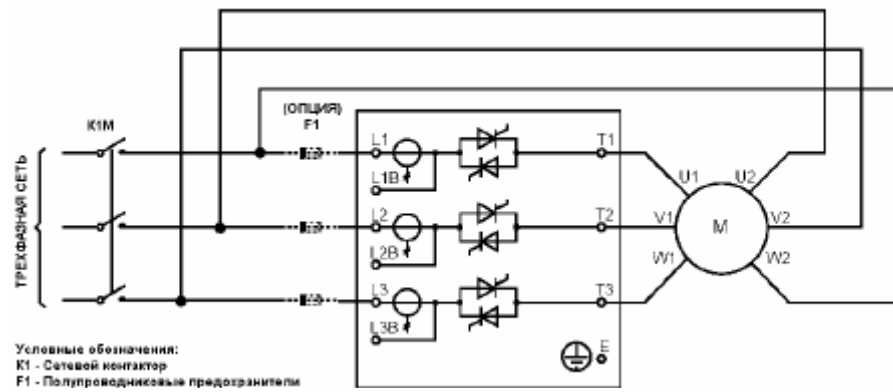 (ОПЦИЯ)
F1
K1M
L1
T1
L1B
U1
U2
ТРЕХФАЗНАЯ СЕТЬ
L2
T2
V1
M
V2
L2B
W1
W2
L3
T3
L3B
E
Условные обозначения:
K1 - Сетевой контактор
F1 - Полупроводниковые предохранители